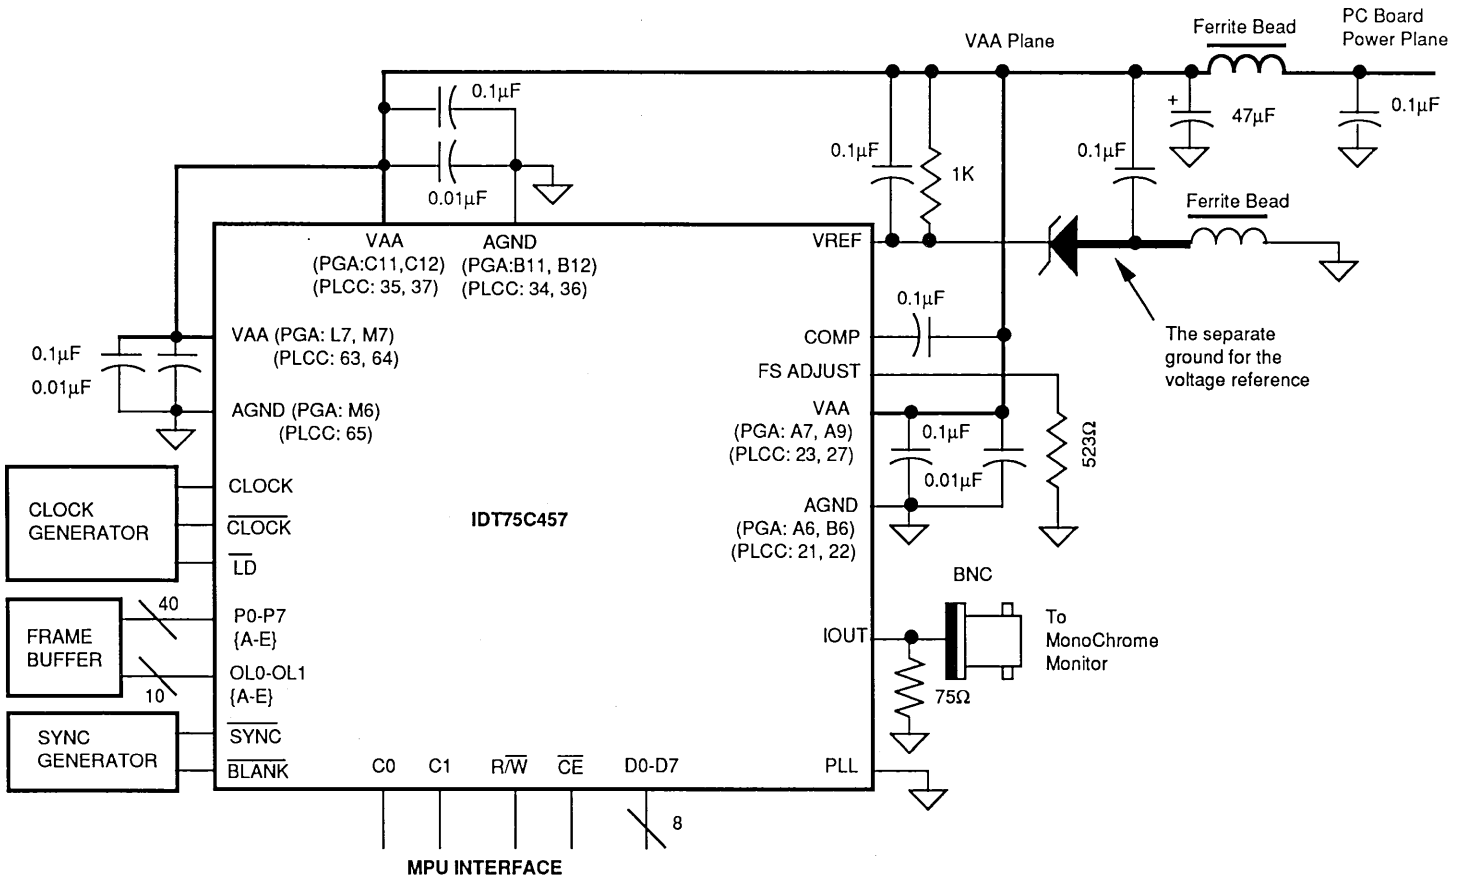 Ferrite Bead
PC Board
Power Plane
VAA Plane
0.1µF
+
47µF
0.1µF
0.1µF
1K
0.1µF
0.01µF
Ferrite Bead
VAA
(PGA:C11,C12)
(PLCC: 35, 37)
AGND
(PGA:B11, B12)
(PLCC: 34, 36)
VREF
0.1µF
The separate
ground for the
voltage reference
0.1µF
0.01µF
VAA (PGA: L7, M7)
(PLCC: 63, 64)
AGND (PGA: M6)
(PLCC: 65)
COMP
FS ADJUST
VAA
(PGA: A7, A9)
(PLCC: 23, 27)
0.1µF
0.01µF
523Ω
AGND
(PGA: A6, B6)
(PLCC: 21, 22)
CLOCK
GENERATOR
CLOCK
CLOCK
LD
IDT75C457
FRAME
BUFFER
40
P0-P7
{A-E}
10
OL0-OL1
{A-E}
BNC
IOUT
To
MonoChrome
Monitor
75Ω
SYNC
GENERATOR
SYNC
BLANK
C0
C1
R/W
CE
D0-D7
PLL
8
MPU INTERFACE